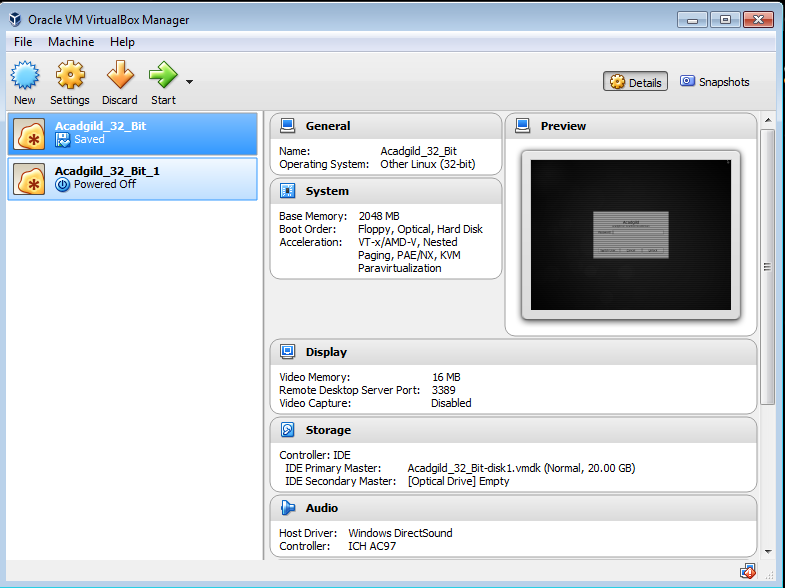 Oracle VM VirtualBox Manager
File Machine Help
New Settings Discard Start Details Snapshots
Acadgild_32_Bit
Saved
Acadgild_32_Bit_1
Powered Off
General
Name: Acadgild_32_Bit
Operating System: Other Linux (32-bit)
System
Base Memory: 2048 MB
Boot Order: Floppy, Optical, Hard Disk
Acceleration: VT-x/AMD-V, Nested
Paging, PAE/NX, KVM
Paravirtualization
Preview
Acadgild
Display
Video Memory: 16 MB
Remote Desktop Server Port: 3389
Video Capture: Disabled
Storage
Controller: IDE
IDE Primary Master: Acadgild_32_Bit-disk1.vmdk (Normal, 20.00 GB)
IDE Secondary Master: [Optical Drive] Empty
Audio
Host Driver: Windows DirectSound
Controller: ICH AC97